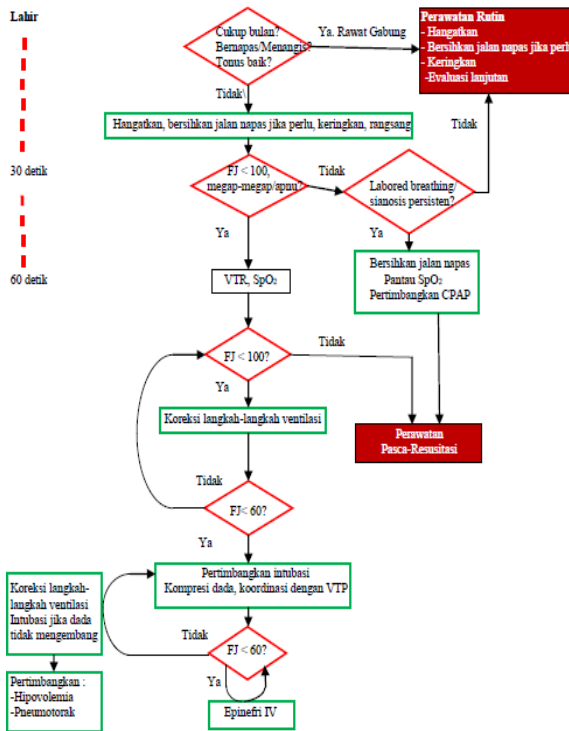 Lahir
Cukup bulan?
Bernapas/Menangis?
Tonus baik?
Ya. Rawat Gabung
Perawatan Rutin
- Hangatkan
- Bersihkan jalan napas jika perlu
- Keringkan
-Evaluasi lanjutan
Tidak\
Hangatkan, bersihkan jalan napas jika perlu, keringkan, rangsang
Tidak
30 detik
FJ < 100,
megap-megap/apnu?
Tidak
Labored breathing/
sianosis persisten?
Ya
Ya
60 detik
VTR, SpO₂
Bersihkan jalan napas
Pantau SpO₂
Pertimbangkan CPAP
FJ < 100?
Tidak
Ya
Koreksi langkah-langkah ventilasi
Perawatan
Pasca-Resusitasi
Tidak
FJ< 60?
Ya
Pertimbangkan intubasi
Kompresi dada, koordinasi dengan VTP
Koreksi langkah-
langkah ventilasi
Intubasi jika dada
tidak mengembang
Tidak
FJ < 60?
Ya
Pertimbangkan :
-Hipovolemia
-Pneumotorak
Epinefri IV